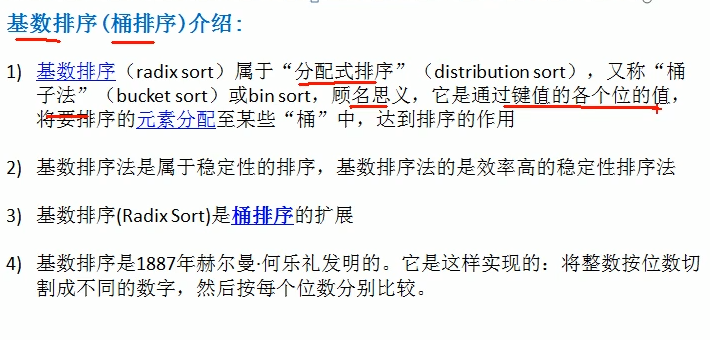 基数排序(桶排序)介绍:
1) 基数排序（radix sort）属于“分配式排序”（distribution sort），又称“桶
子法”（bucket sort）或bin sort，顾名思义，它是通过键值的各个位的值，
将要排序的元素分配至某些“桶”中，达到排序的作用
2) 基数排序法是属于稳定性的排序，基数排序法的是效率高的稳定性排序法
3) 基数排序(Radix Sort)是桶排序的扩展
4) 基数排序是1887年赫尔曼·何乐礼发明的。它是这样实现的：将整数按位数切
割成不同的数字，然后按每个位数分别比较。